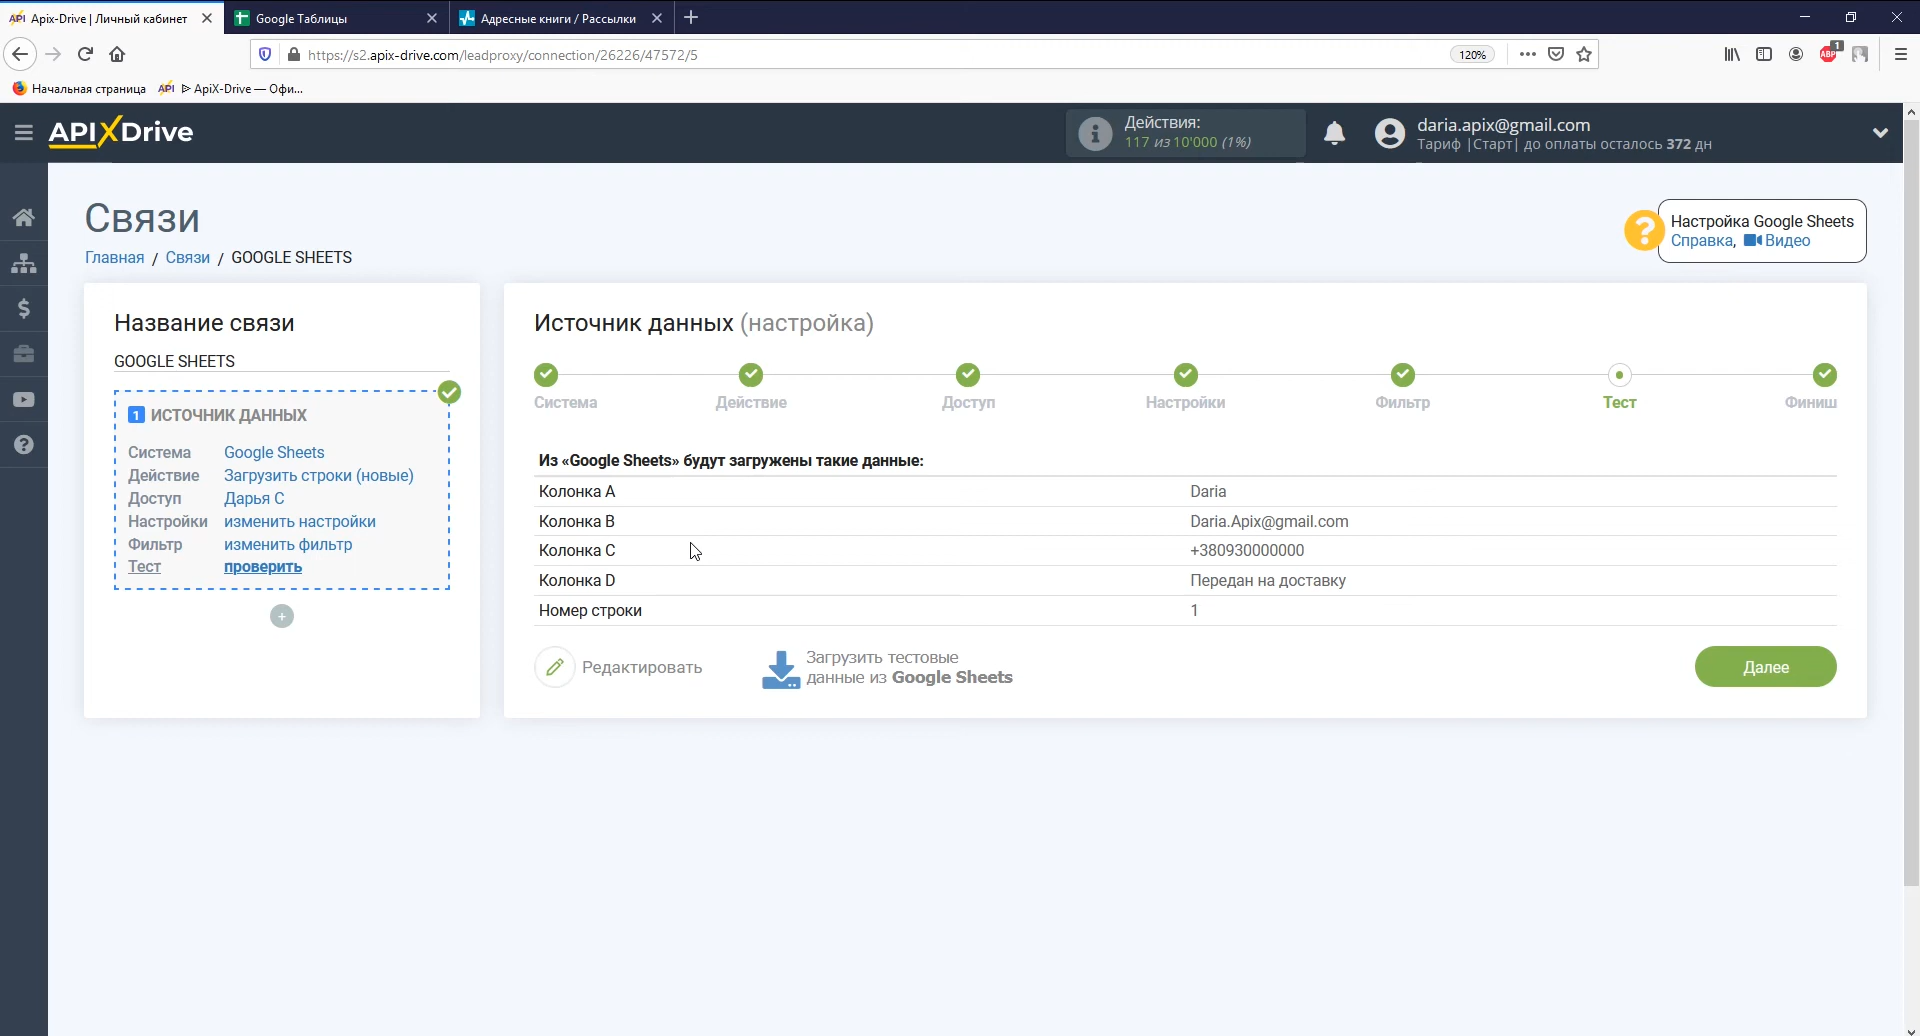 Apix-Drive | Личный кабинет
Google Таблицы
Адресные книги / Рассылки
https://s2.apix-drive.com/leadproxy/connection/26226/47572/5
120%
ABP
1
Начальная страница
API ApiX-Drive — Офи...
APIXDrive
Действия:
117 из 10'000 (1%)
daria.apix@gmail.com
Тариф |Старт| до оплаты осталось 372 дн
Связи
Главная / Связи / GOOGLE SHEETS
Настройка Google Sheets
Справка, Видео
Название связи
GOOGLE SHEETS
1 ИСТОЧНИК ДАННЫХ
Система Google Sheets
Действие Загрузить строки (новые)
Доступ Дарья С
Настройки изменить настройки
Фильтр изменить фильтр
Тест проверить
Источник данных (настройка)
Система Действие Доступ Настройки Фильтр Тест Финиш
Из «Google Sheets» будут загружены такие данные:
Колонка A Daria
Колонка B Daria.Apix@gmail.com
Колонка C +380930000000
Колонка D Передан на доставку
Номер строки 1
Редактировать
Загрузить тестовые
данные из Google Sheets
Далее